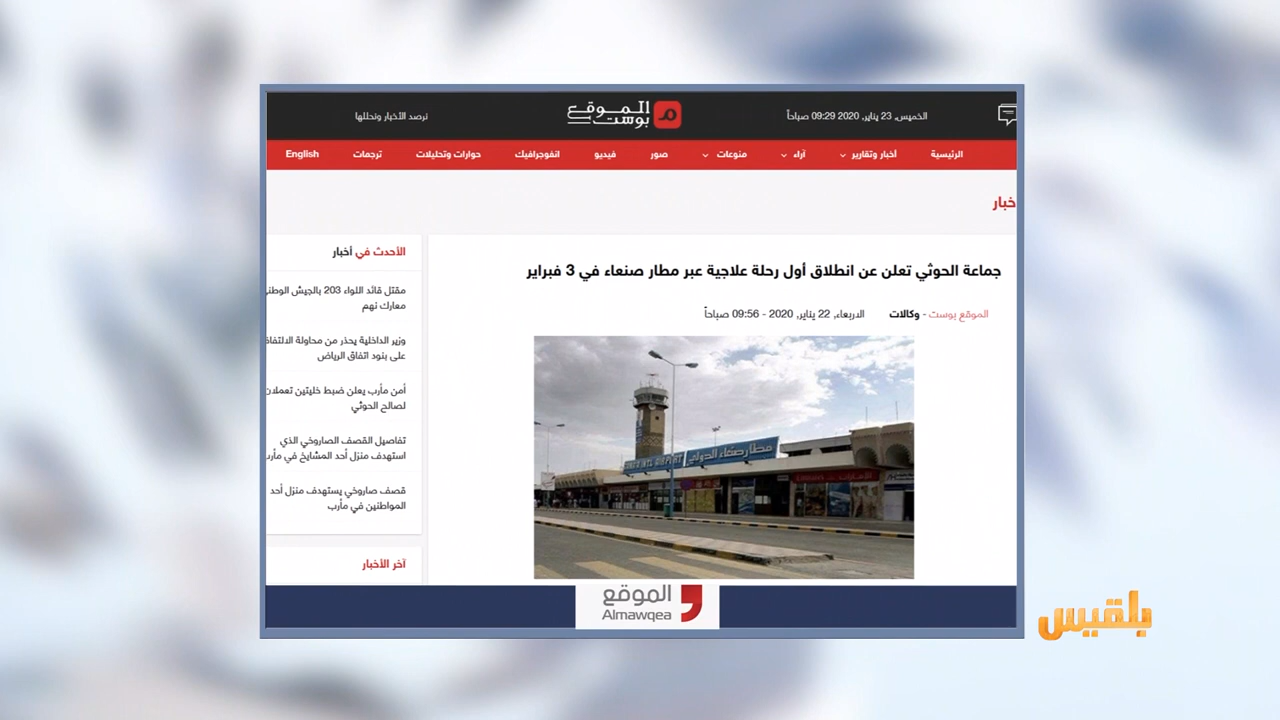 الخميس, 23 يناير, 2020 09:29 صباحاً
الموقع
بوست
نرصد الأخبار ونحللها
الرئيسية
أخبار وتقارير
آراء
منوعات
صور
فيديو
انفوجرافيك
حوارات وتحليلات
ترجمات
English
خبار
جماعة الحوثي تعلن عن انطلاق أول رحلة علاجية عبر مطار صنعاء في 3 فبراير
الموقع بوست - وكالات
الاربعاء, 22 يناير, 2020 - 09:56 صباحاً
مطار صنعاء الدولي
الأحدث في أخبار
مقتل قائد اللواء 203 بالجيش الوطني
معارك نهم
وزير الداخلية يحذر من محاولة الالتفاف
على بنود اتفاق الرياض
أمن مأرب يعلن ضبط خليتين تعملان
لصالح الحوثي
تفاصيل القصف الصاروخي الذي
استهدف منزل أحد المشايخ في مأرب
قصف صاروخي يستهدف منزل أحد
المواطنين في مأرب
آخر الأخبار
الموقع
Almawqea
بلقيس